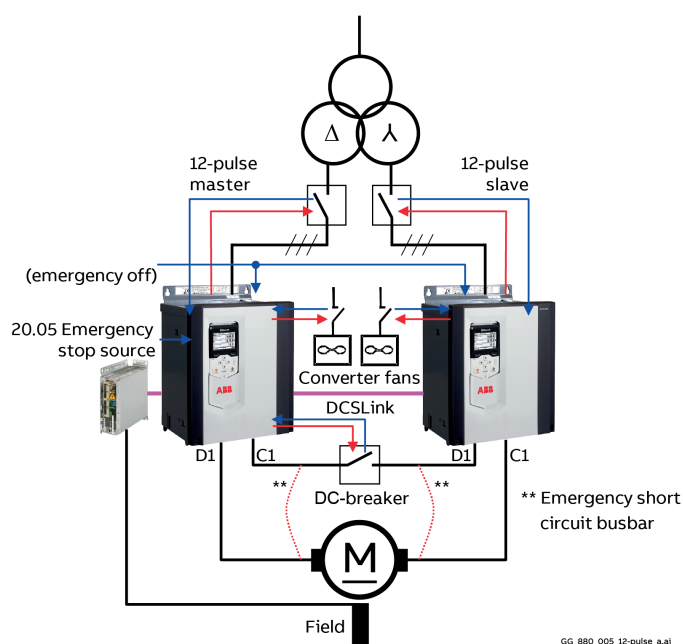 Δ
12-pulse
master
12-pulse
slave
(emergency off)
20.05 Emergency
stop source
ABB
ABB
Converter fans
DCSLink
D1
C1
D1
C1
**
**
DC-breaker
** Emergency short
circuit busbar
M
Field
GG_880_005_12-pulse_a.ai